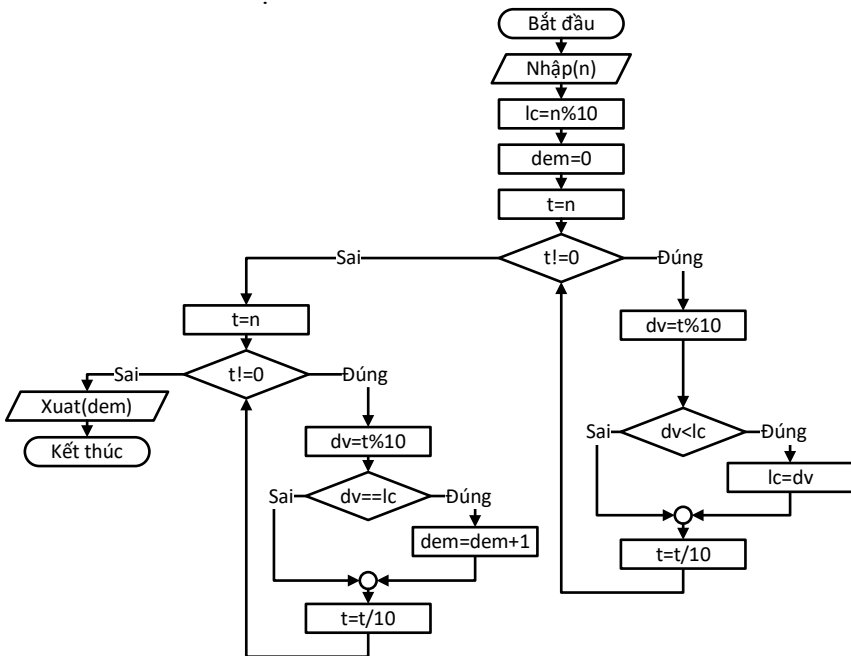 Bắt đầu
Nhập(n)
lc=n%10
dem=0
t=n
t!=0
Sai
Đúng
t=n
dv=t%10
t!=0
Sai
Đúng
Xuat(dem)
Kết thúc
dv=t%10
dv<lc
Sai
Đúng
lc=dv
dv==lc
Sai
Đúng
dem=dem+1
t=t/10
t=t/10